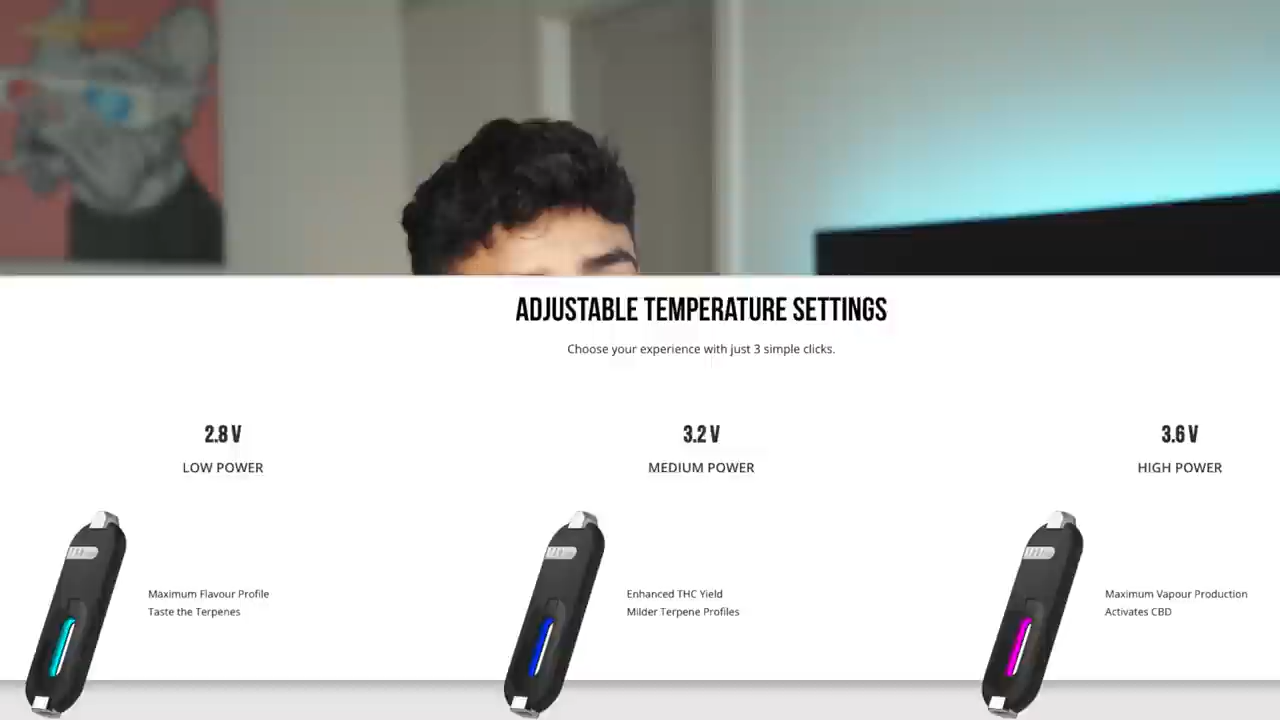 ADJUSTABLE TEMPERATURE SETTINGS
Choose your experience with just 3 simple clicks.
2.8 V
LOW POWER
Maximum Flavour Profile
Taste the Terpenes
3.2 V
MEDIUM POWER
Enhanced THC Yield
Milder Terpene Profiles
3.6 V
HIGH POWER
Maximum Vapour Production
Activates CBD